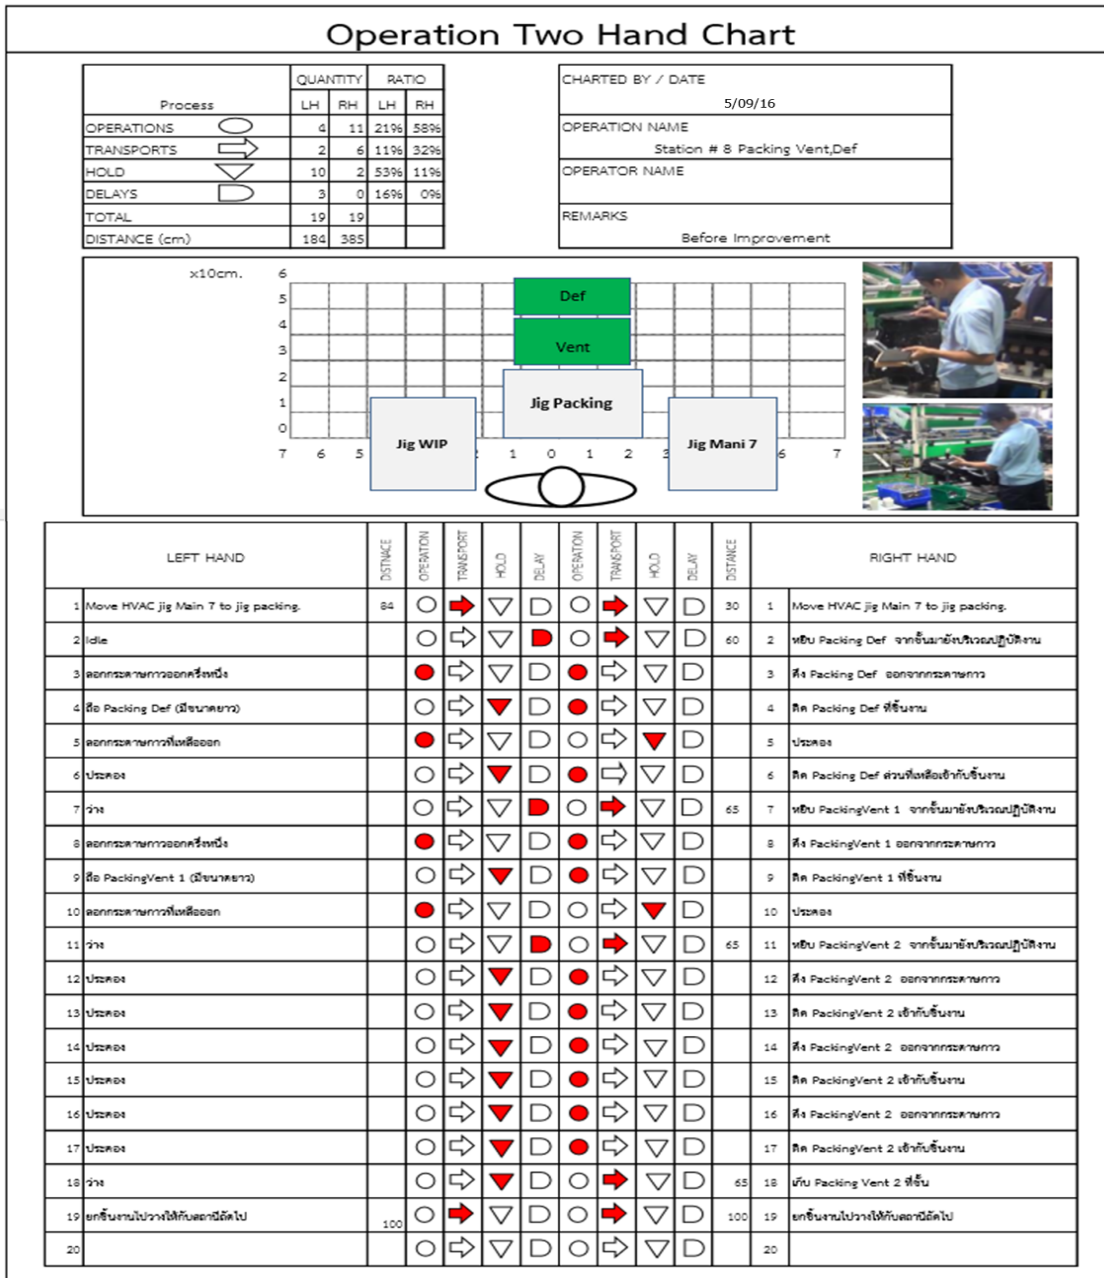 Operation Two Hand Chart
QUANTITY RATIO
Process LH RH LH RH
OPERATIONS 4 11 21% 58%
TRANSPORTS 2 6 11% 32%
HOLD 10 2 53% 11%
DELAYS 3 0 16% 0%
TOTAL 19 19
DISTANCE (cm) 184 385
CHARTED BY / DATE
5/09/16
OPERATION NAME
Station # 8 Packing Vent,Def
OPERATOR NAME
REMARKS
Before Improvement
x10cm. 6
5
4
3
2
1
0
Def
Vent
Jig Packing
Jig WIP
Jig Mani 7
7 6 5 1 0 1 2 6 7
LEFT HAND DISTNACE OPERATION TRANSPORT HOLD DELAY OPERATION TRANSPORT HOLD DELAY DISTANCE RIGHT HAND
1 Move HVAC jig Main 7 to jig packing. 84 30 1 Move HVAC jig Main 7 to jig packing.
2 Idle 60 2 หยิบ Packing Def จากชั้นมายังบริเวณปฏิบัติงาน
3 ลอกกระดาษกาวออกครึ่งหนึ่ง 3 ดึง Packing Def ออกจากกระดาษกาว
4 ถือ Packing Def (มีขนาดยาว) 4 ติด Packing Def ที่ชิ้นงาน
5 ลอกกระดาษกาวที่เหลือออก 5 ประคอง
6 ประคอง 6 ติด Packing Def ส่วนที่เหลือเข้ากับชิ้นงาน
7 ว่าง 65 7 หยิบ PackingVent 1 จากชั้นมายังบริเวณปฏิบัติงาน
8 ลอกกระดาษกาวออกครึ่งหนึ่ง 8 ดึง PackingVent 1 ออกจากกระดาษกาว
9 ถือ PackingVent 1 (มีขนาดยาว) 9 ติด PackingVent 1 ที่ชิ้นงาน
10 ลอกกระดาษกาวที่เหลือออก 10 ประคอง
11 ว่าง 65 11 หยิบ PackingVent 2 จากชั้นมายังบริเวณปฏิบัติงาน
12 ประคอง 12 ดึง PackingVent 2 ออกจากกระดาษกาว
13 ประคอง 13 ติด PackingVent 2 เข้ากับชิ้นงาน
14 ประคอง 14 ดึง PackingVent 2 ออกจากกระดาษกาว
15 ประคอง 15 ติด PackingVent 2 เข้ากับชิ้นงาน
16 ประคอง 16 ดึง PackingVent 2 ออกจากกระดาษกาว
17 ประคอง 17 ติด PackingVent 2 เข้ากับชิ้นงาน
18 ว่าง 65 18 เก็บ Packing Vent 2 ที่ชั้น
19 ยกชิ้นงานไปวางให้กับสถานีถัดไป 100 100 19 ยกชิ้นงานไปวางให้กับสถานีถัดไป
20 20